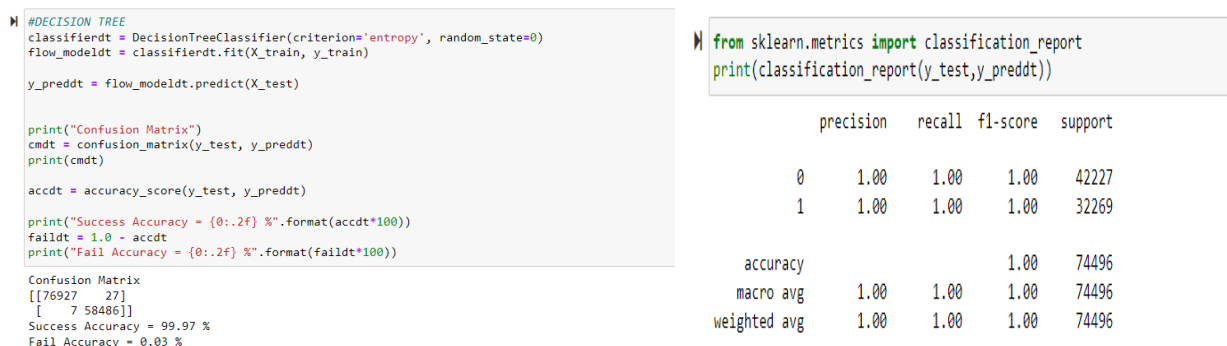 #DECISION TREE
classifierdt = DecisionTreeClassifier(criterion='entropy', random_state=0)
flow_modeldt = classifierdt.fit(X_train, y_train)
y_preddt = flow_modeldt.predict(X_test)
print("Confusion Matrix")
cmdt = confusion_matrix(y_test, y_preddt)
print(cmdt)
accdt = accuracy_score(y_test, y_preddt)
print("Success Accuracy = {0:.2f} %".format(accdt*100))
faildt = 1.0 - accdt
print("Fail Accuracy = {0:.2f} %".format(faildt*100))
Confusion Matrix
[[76927 27]
[ 7 58486]]
Success Accuracy = 99.97 %
Fail Accuracy = 0.03 %
from sklearn.metrics import classification_report
print(classification_report(y_test,y_preddt))
precision recall f1-score support
0 1.00 1.00 1.00 42227
1 1.00 1.00 1.00 32269
accuracy 1.00 74496
macro avg 1.00 1.00 1.00 74496
weighted avg 1.00 1.00 1.00 74496